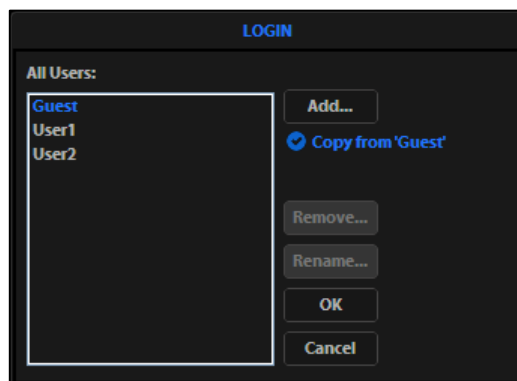 LOGIN
All Users:
Guest
User1
User2
Add...
Copy from 'Guest'
Remove...
Rename...
OK
Cancel